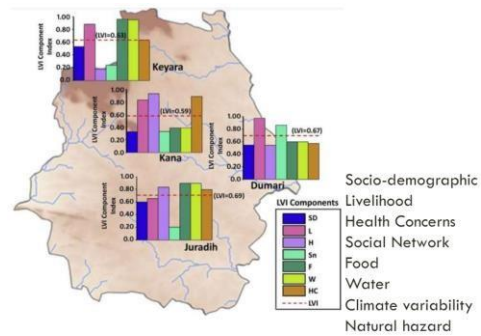 LVI Component
Index
1.00
0.80
0.60
0.40
0.20
0.00
Keyara
LVI Component
Index
1.00
0.80
0.60
0.40
0.20
0.00
(LVI=0.59)
Kana
LVI Component
Index
1.00
0.80
0.60
0.40
0.20
0.00
(LVI=0.67)
Dumari
LVI Component
Index
1.00
0.80
0.60
0.40
0.20
0.0
(LVI=0.69)
Juradih
LVI Components
SD
L
H
Sn
F
W
HC
LVI
Socio-demographic
Livelihood
Health Concerns
Social Network
Food
Water
Climate variability
Natural hazard